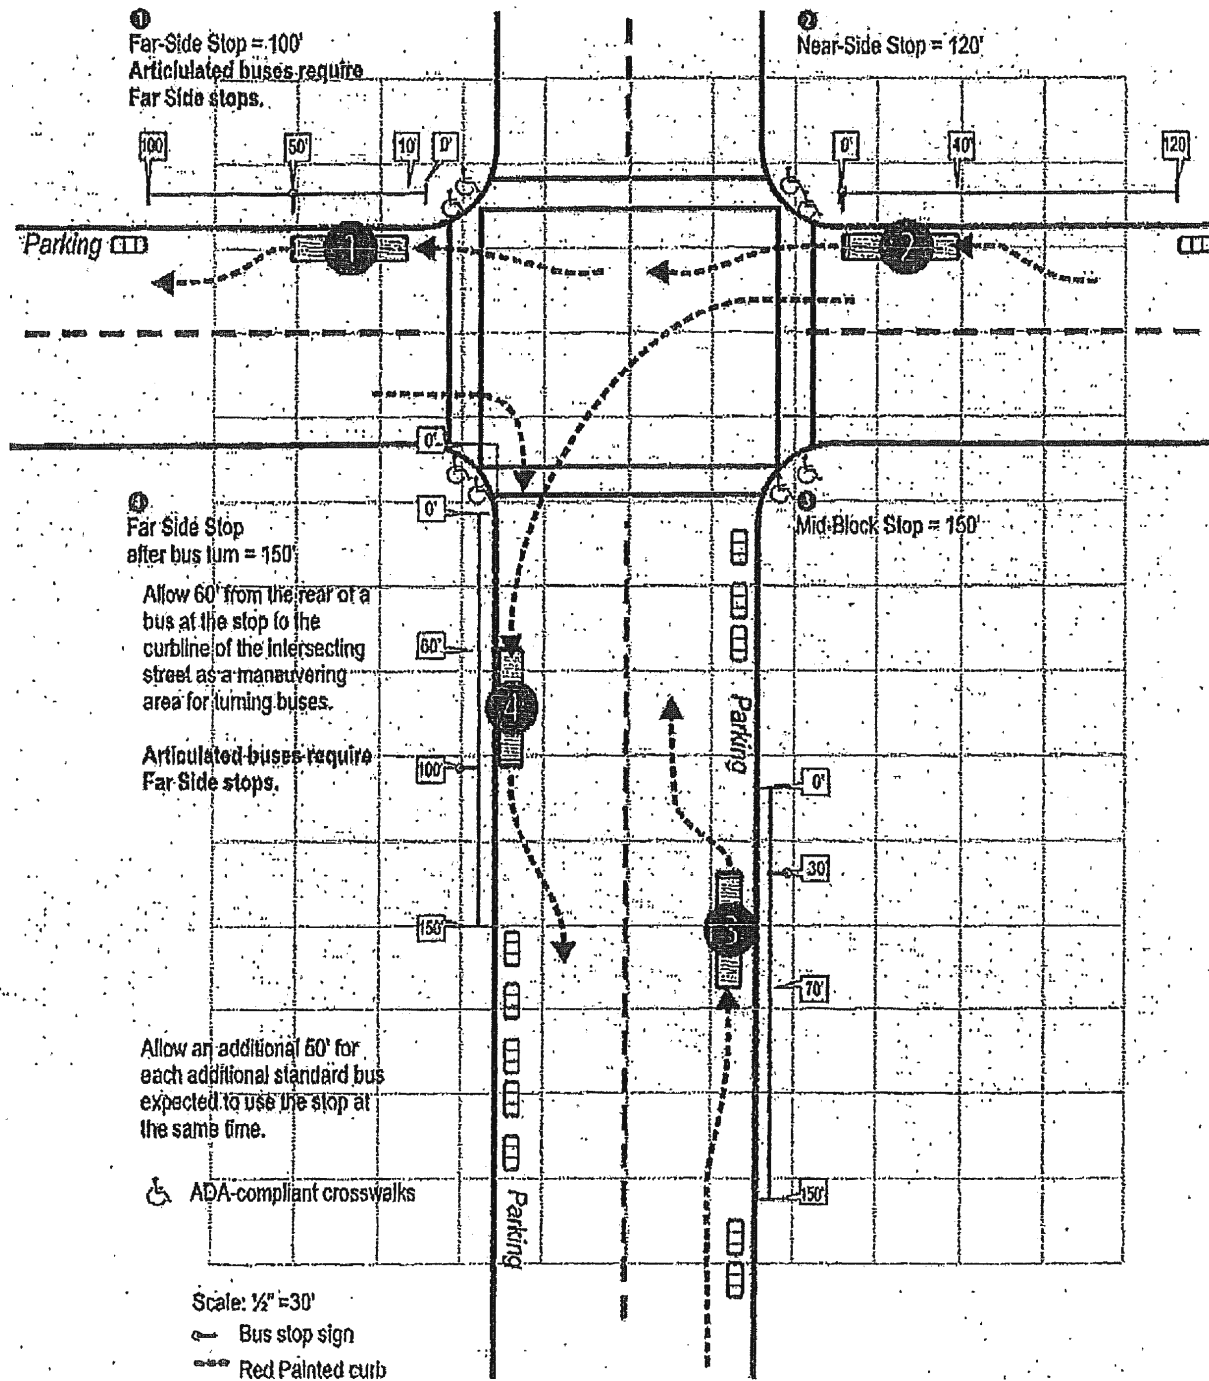 1
Far-Side Stop = 100'
Articlulated buses require
Far Side stops.
2
Near-Side Stop = 120'
100'
50'
10'
0'
0'
40'
120'
Parking
1
2
0'
0'
4
Far Side Stop
after bus turn = 150'
Allow 60' from the rear of a
bus at the stop to the
curbline of the intersecting
street as a maneuvering
area for turning buses.
Articulated buses require
Far Side stops.
3
Mid-Block Stop = 150'
60'
4
100'
150'
Parking
0'
30'
3
70'
150'
Allow an additional 50' for
each additional standard bus
expected to use the stop at
the same time.
ADA-compliant crosswalks
Parking
Scale: ½" =30'
Bus stop sign
Red Painted curb